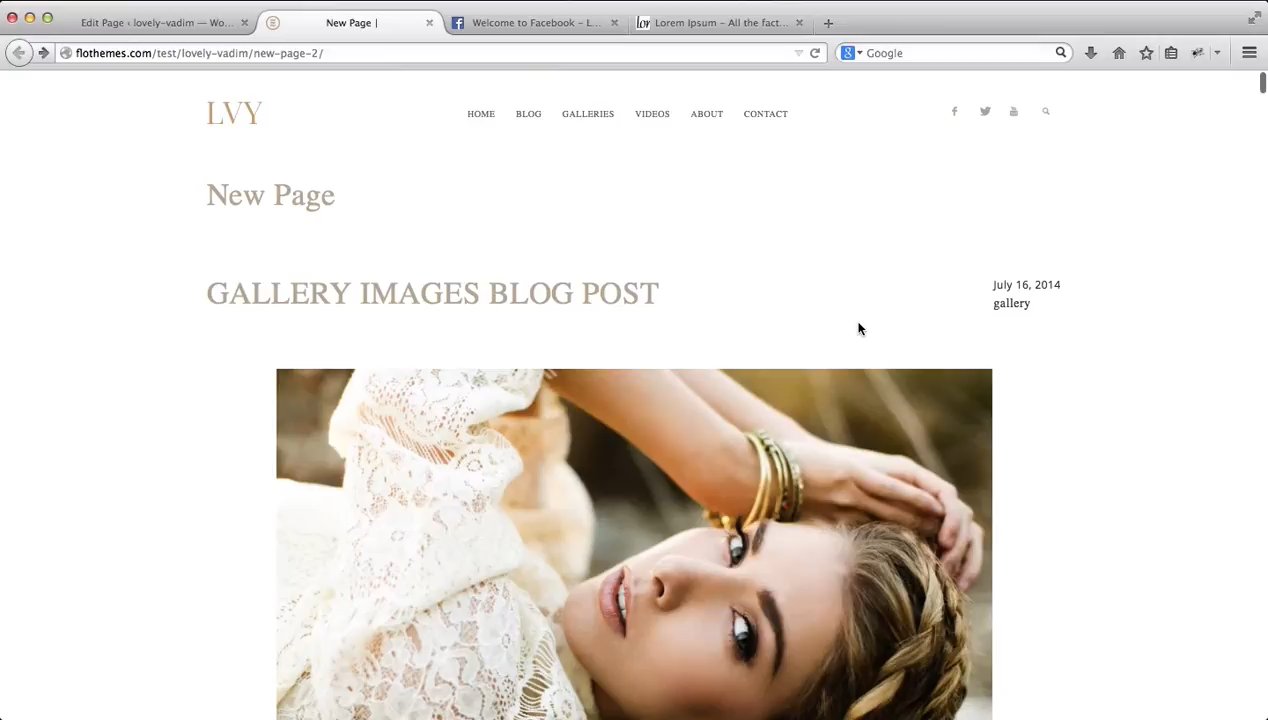 Edit Page ‹ lovely-vadim — Wo...
New Page |
Welcome to Facebook – L...
lor
Lorem Ipsum – All the fact...
flothemes.com/test/lovely-vadim/new-page-2/
Google
LVY
HOME BLOG GALLERIES VIDEOS ABOUT CONTACT
New Page
GALLERY IMAGES BLOG POST
July 16, 2014
gallery